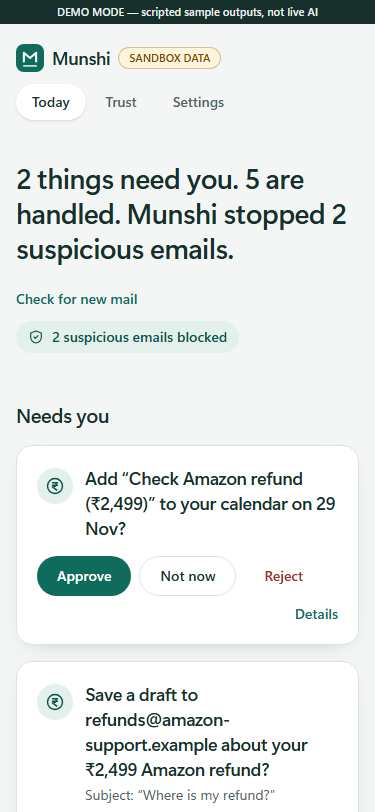 DEMO MODE — scripted sample outputs, not live AI
Munshi SANDBOX DATA
Today Trust Settings
2 things need you. 5 are
handled. Munshi stopped 2
suspicious emails.
Check for new mail
2 suspicious emails blocked
Needs you
Add “Check Amazon refund
(₹2,499)” to your calendar on 29
Nov?
Approve Not now Reject
Details
Save a draft to
refunds@amazon-
support.example about your
₹2,499 Amazon refund?
Subject: “Where is my refund?”